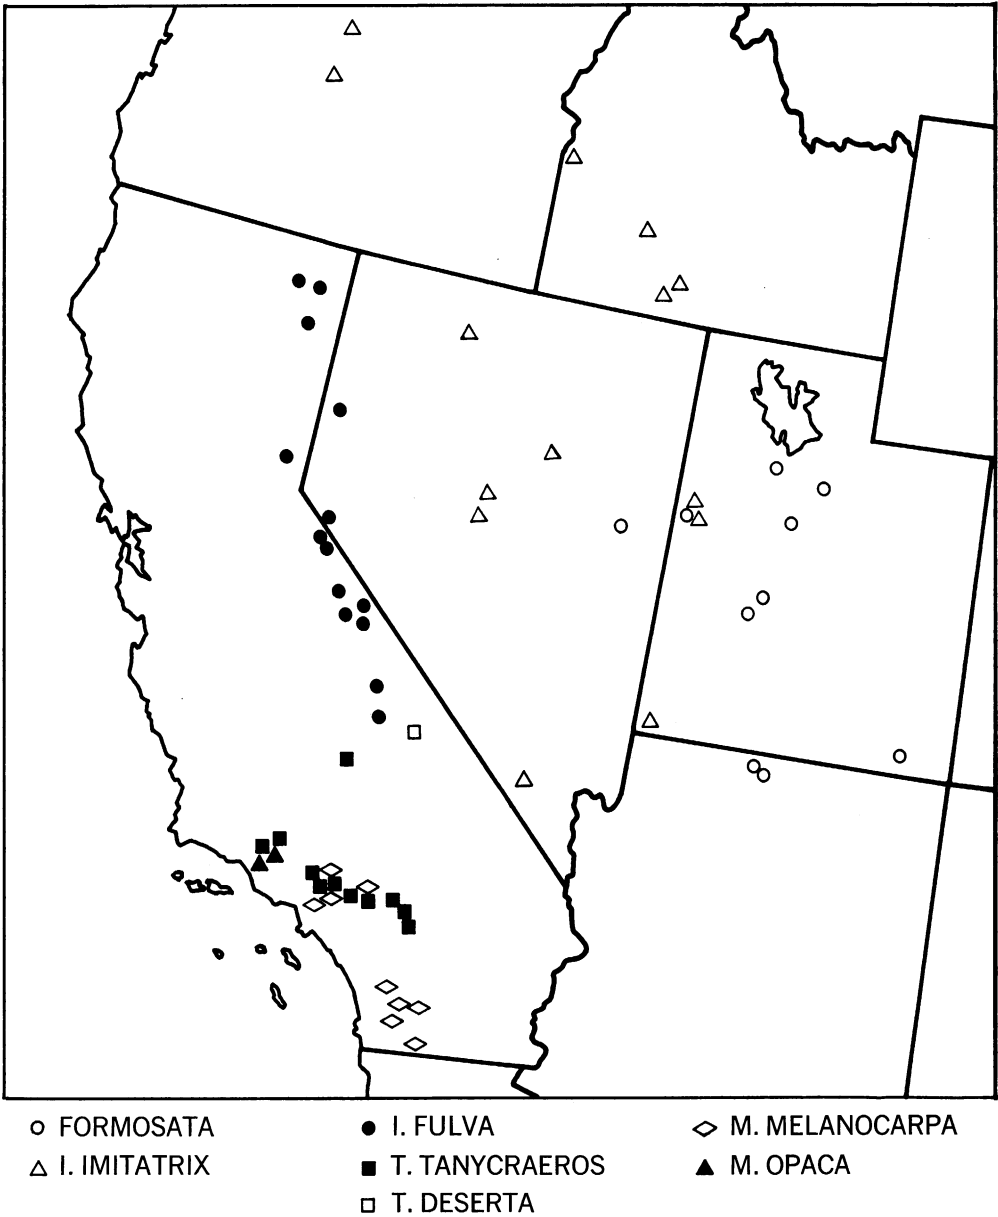 FORMOSATA I. FULVA M. MELANOCARPA
I. IMITATRIX T. TANYCRAEROS M. OPACA
T. DESERTA